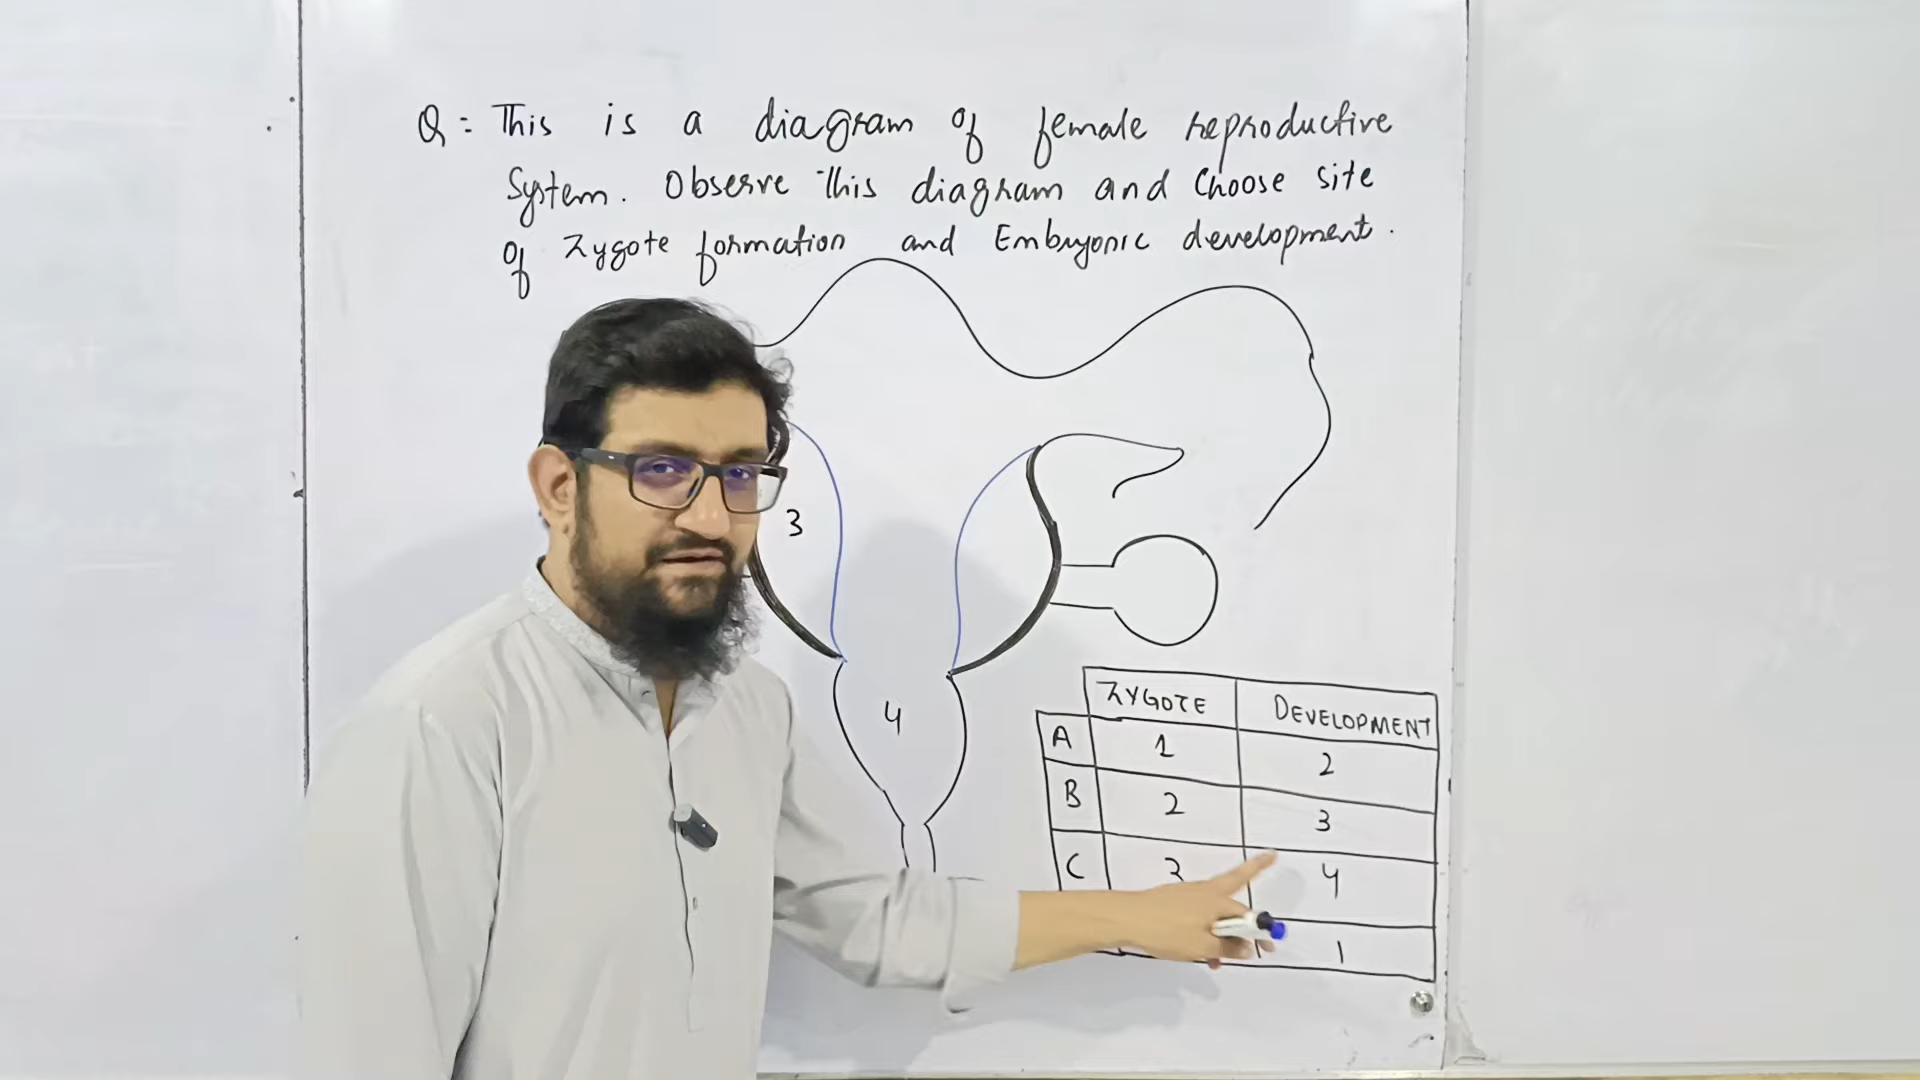 Q= This is a diagram of female reproductive
System. Observe This diagram and Choose site
Of Zygote formation and Embryonic development.
3
4
ZYGOTE DEVELOPMENT
A 1 2
B 2 3
C 3 4
1